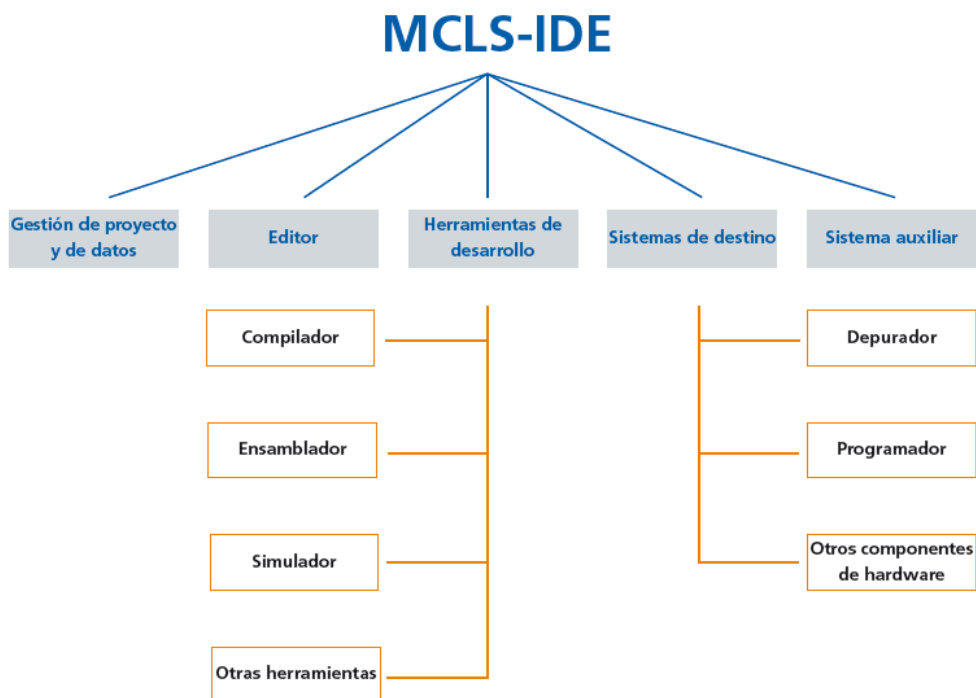 MCLS-IDE
Gestión de proyecto
y de datos
Editor
Herramientas de
desarrollo
Sistemas de destino
Sistema auxiliar
Compilador
Depurador
Ensamblador
Programador
Simulador
Otros componentes
de hardware
Otras herramientas